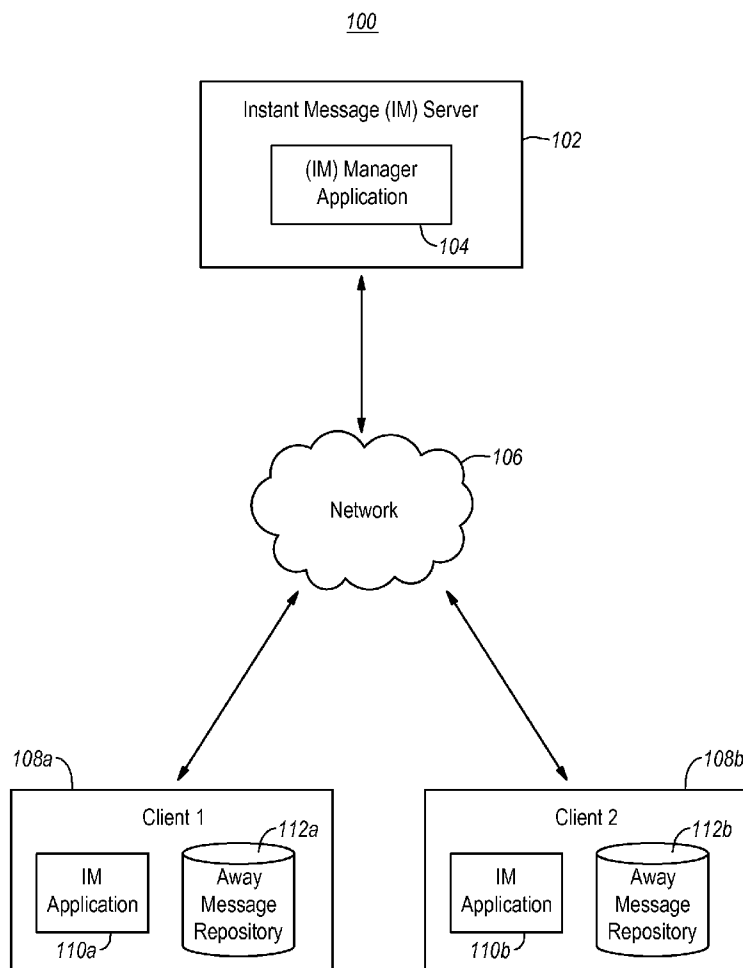 100
Instant Message (IM) Server
102
(IM) Manager
Application
104
106
Network
108a
Client 1
112a
IM
Application
110a
Away
Message
Repository
108b
Client 2
112b
IM
Application
110b
Away
Message
Repository